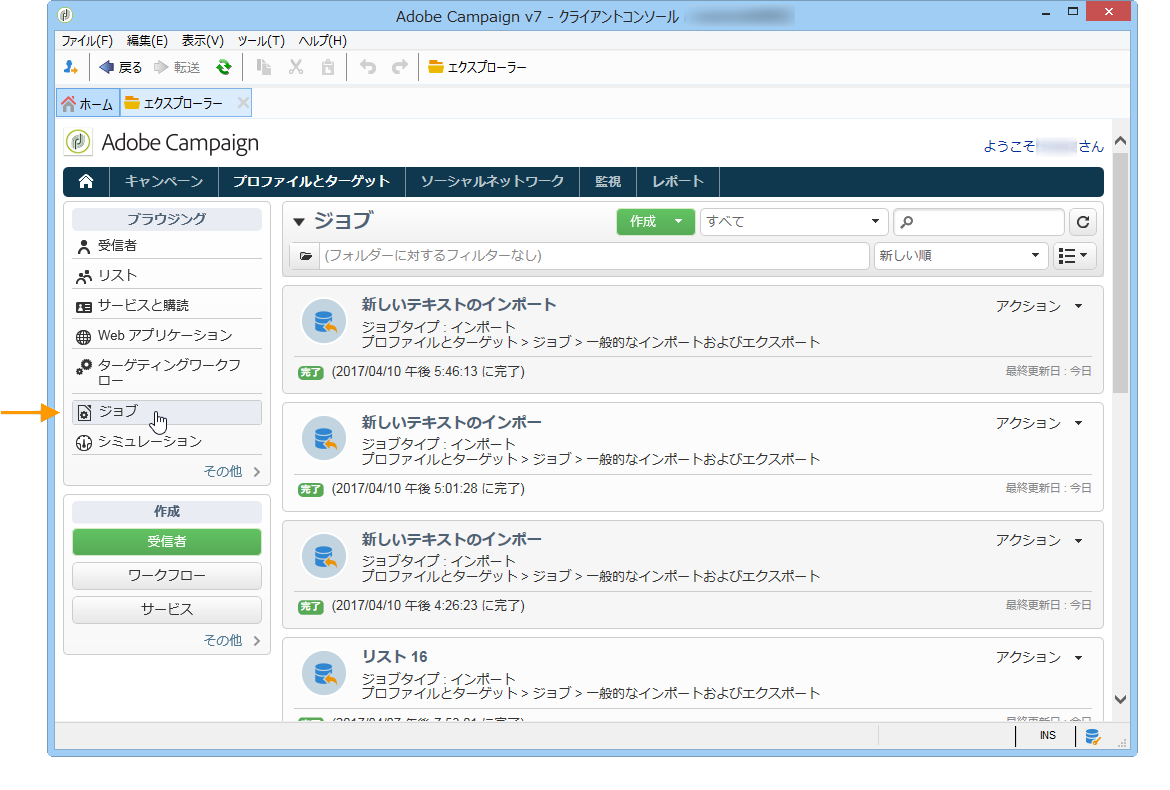 Adobe Campaign v7 - クライアントコンソール
ファイル(F) 編集(E) 表示(V) ツール(T) ヘルプ(H)
戻る 転送 エクスプローラー
ホーム エクスプローラー
Adobe Campaign
ようこそ さん
キャンペーン プロファイルとターゲット ソーシャルネットワーク 監視 レポート
ブラウジング
受信者
リスト
サービスと購読
Web アプリケーション
ターゲティングワークフ
ロー
ジョブ
シミュレーション
その他
作成
受信者
ワークフロー
サービス
その他
ジョブ 作成 すべて
(フォルダーに対するフィルターなし) 新しい順
新しいテキストのインポート アクション
ジョブタイプ : インポート
プロファイルとターゲット > ジョブ > 一般的なインポートおよびエクスポート
完了 (2017/04/10 午後 5:46:13 に完了) 最終更新日 : 今日
新しいテキストのインポー アクション
ジョブタイプ : インポート
プロファイルとターゲット > ジョブ > 一般的なインポートおよびエクスポート
完了 (2017/04/10 午後 5:01:28 に完了) 最終更新日 : 今日
新しいテキストのインポー アクション
ジョブタイプ : インポート
プロファイルとターゲット > ジョブ > 一般的なインポートおよびエクスポート
完了 (2017/04/10 午後 4:26:23 に完了) 最終更新日 : 今日
リスト 16 アクション
ジョブタイプ : インポート
プロファイルとターゲット > ジョブ > 一般的なインポートおよびエクスポート
INS